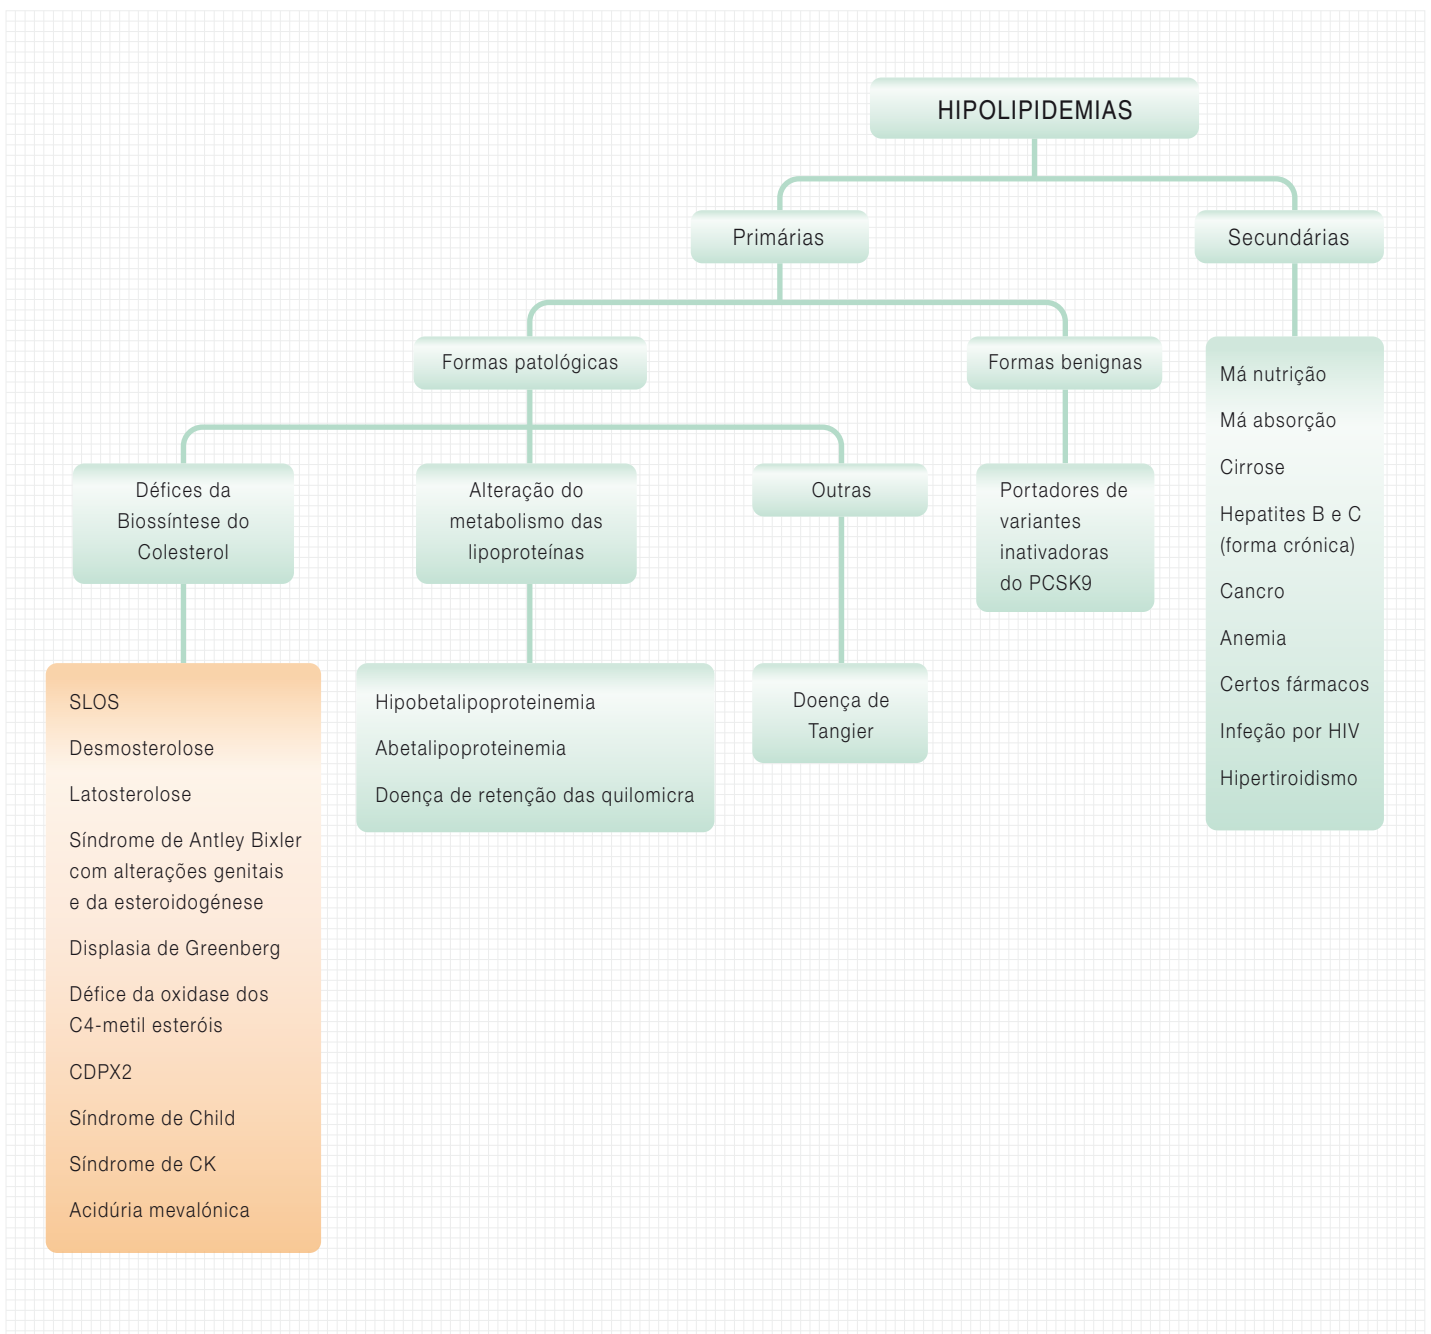 HIPOLIPIDEMIAS
Primárias
Secundárias
Formas patológicas
Formas benignas
Défices da
Biossíntese do
Colesterol
Alteração do
metabolismo das
lipoproteínas
Outras
Portadores de
variantes
inativadoras
do PCSK9
Má nutrição
Má absorção
Cirrose
Hepatites B e C
(forma crónica)
Cancro
Anemia
Certos fármacos
Infeção por HIV
Hipertiroidismo
SLOS
Desmosterolose
Latosterolose
Síndrome de Antley Bixler
com alterações genitais
e da esteroidogénese
Displasia de Greenberg
Défice da oxidase dos
C4-metil esteróis
CDPX2
Síndrome de Child
Síndrome de CK
Acidúria mevalónica
Hipobetalipoproteinemia
Abetalipoproteinemia
Doença de retenção das quilomicra
Doença de
Tangier